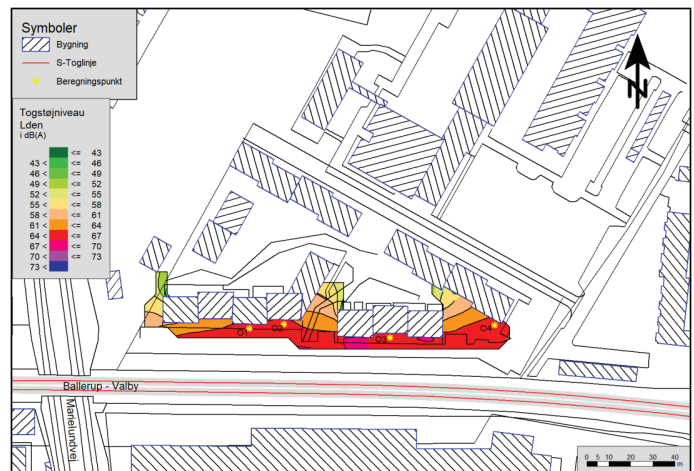 Symboler
Bygning
S-Toglinje
Beregningspunkt
Togstøjniveau
Lden
i dB(A)
<= 43
43 < <= 46
46 < <= 49
49 < <= 52
52 < <= 55
55 < <= 58
58 < <= 61
61 < <= 64
64 < <= 67
67 < <= 70
70 < <= 73
73 <
N
O1
O2
O3
O4
Ballerup - Valby
Marielundvej
0 5 10 20 30 40
m